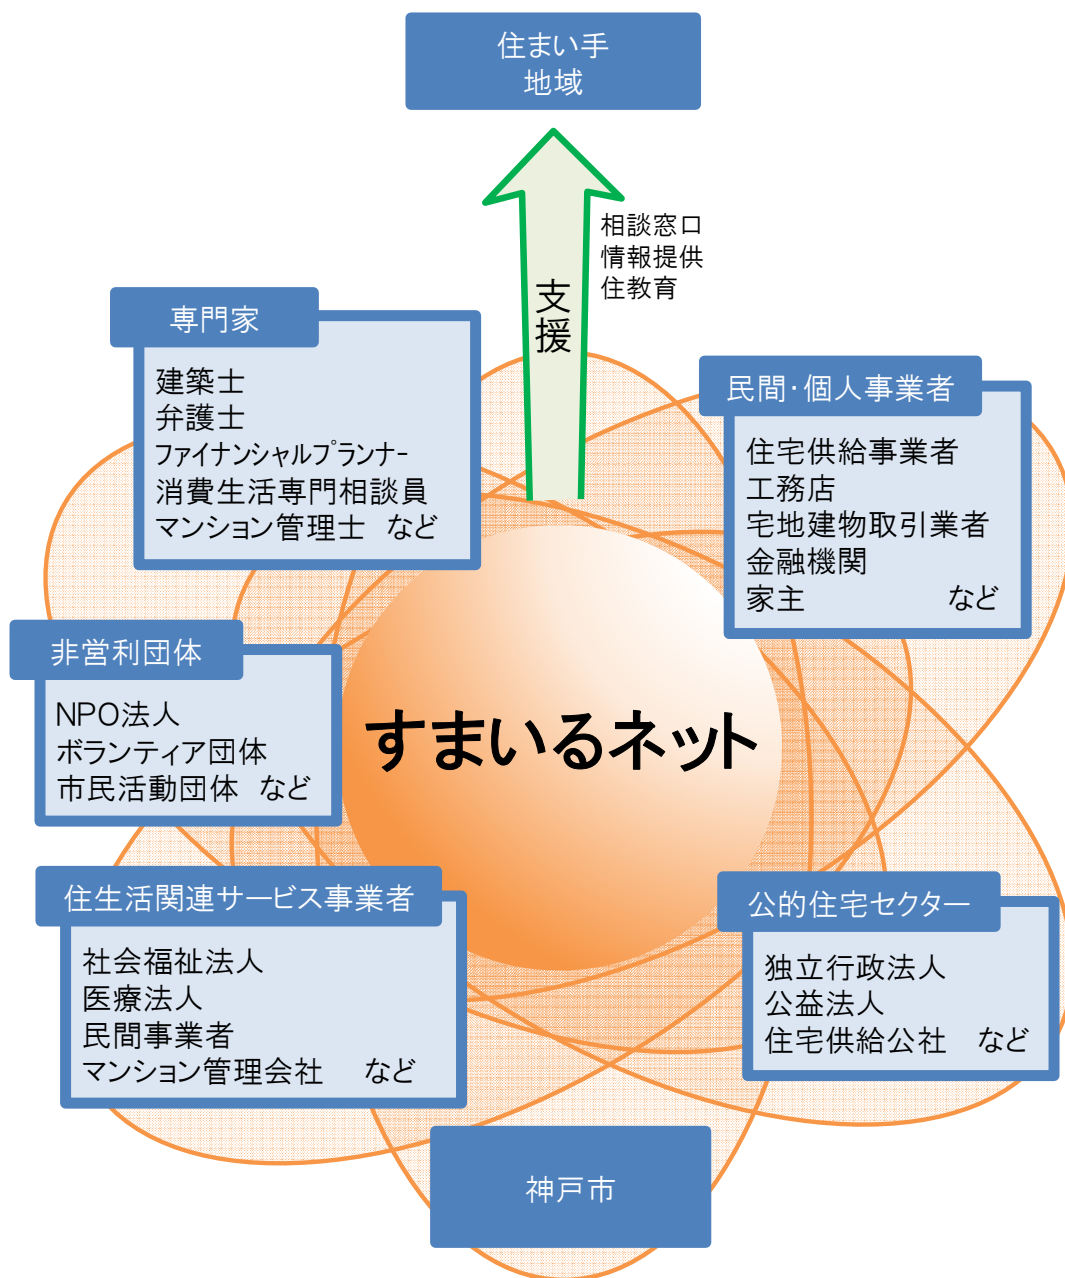 住まい手
地域
相談窓口
情報提供
住教育
支援
専門家
建築士
弁護士
ファイナンシャルプランナー
消費生活専門相談員
マンション管理士　など
民間・個人事業者
住宅供給事業者
工務店
宅地建物取引業者
金融機関
家主　　　　　など
非営利団体
NPO法人
ボランティア団体
市民活動団体　など
すまいるネット
住生活関連サービス事業者
社会福祉法人
医療法人
民間事業者
マンション管理会社　　など
公的住宅セクター
独立行政法人
公益法人
住宅供給公社　など
神戸市